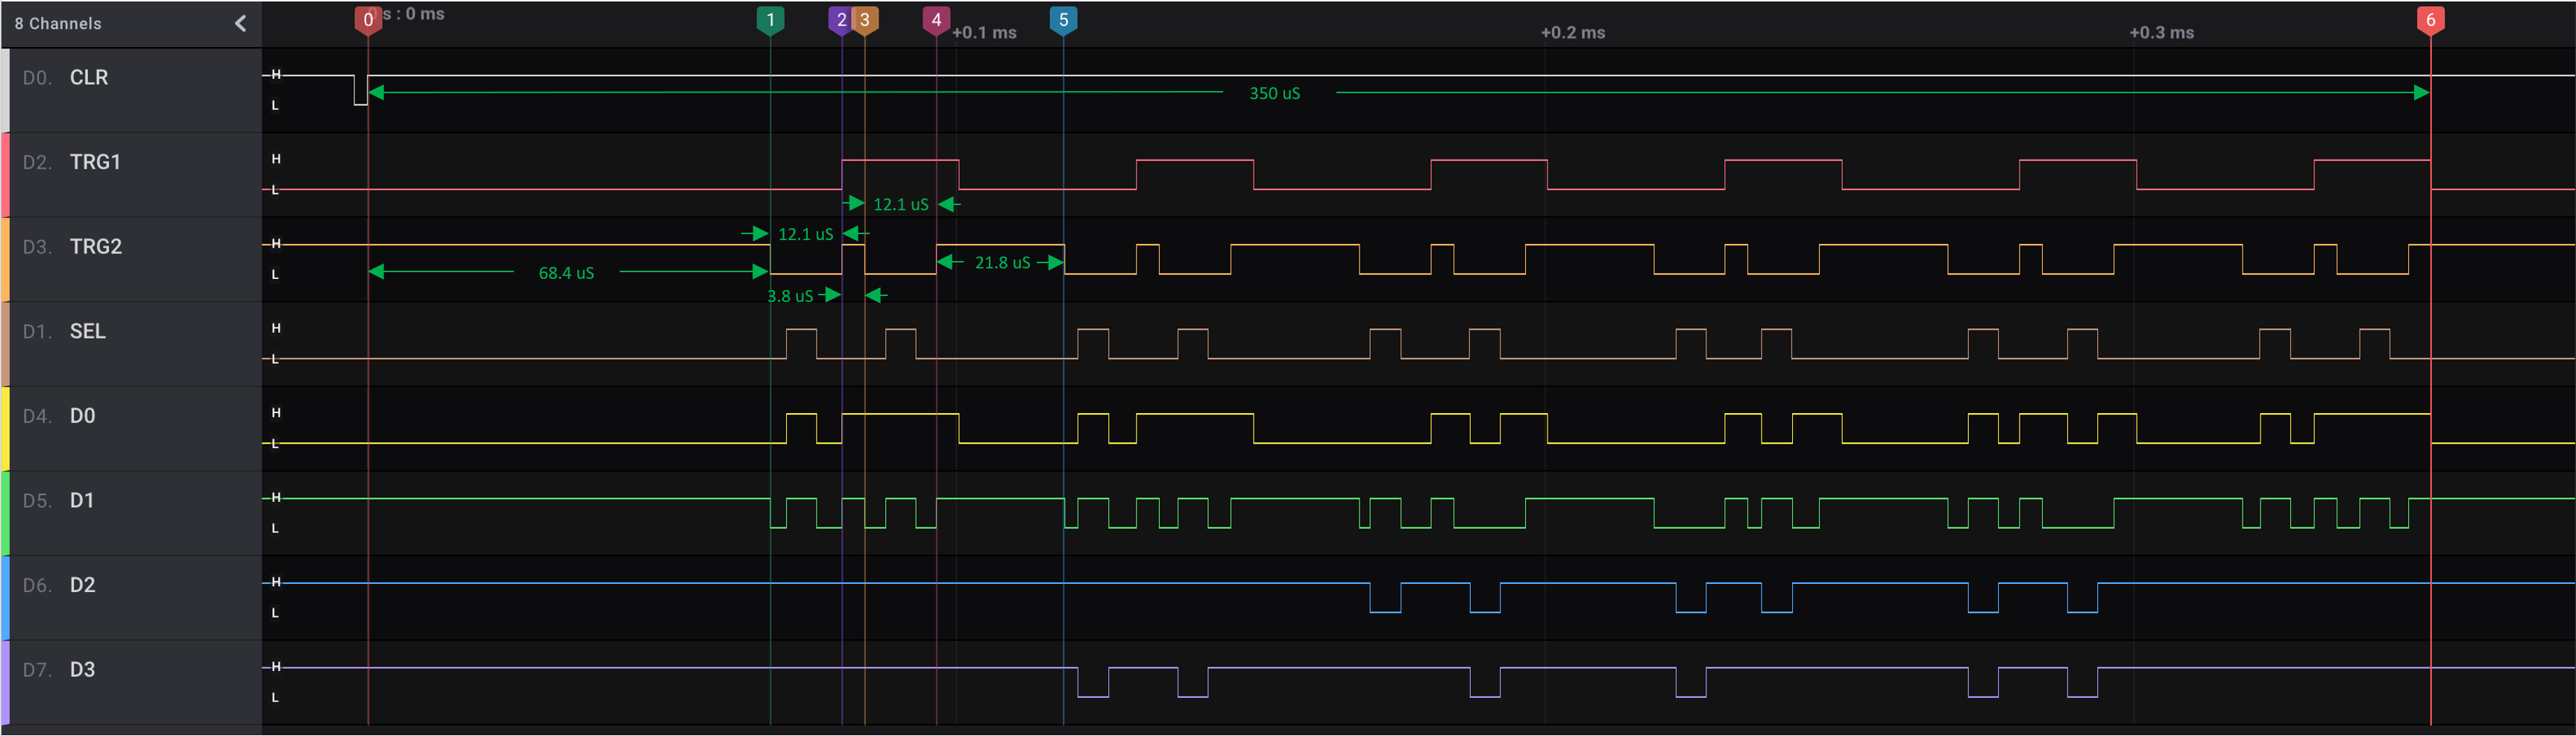 8 Channels
0 s : 0 ms
0 1 2 3 4 5 6
+0.1 ms +0.2 ms +0.3 ms
D0. CLR H
L
350 uS
D2. TRG1 H
L
12.1 uS
D3. TRG2 H
L
12.1 uS
68.4 uS
21.8 uS
3.8 uS
D1. SEL H
L
D4. D0 H
L
D5. D1 H
L
D6. D2 H
L
D7. D3 H
L